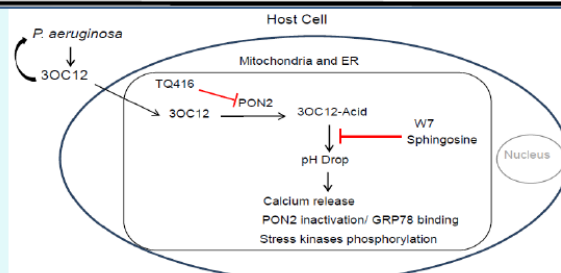 Host Cell
P. aeruginosa
3OC12
Mitochondria and ER
TQ416
PON2
3OC12
3OC12-Acid
W7
Sphingosine
pH Drop
Nucleus
Calcium release
PON2 inactivation/ GRP78 binding
Stress kinases phosphorylation